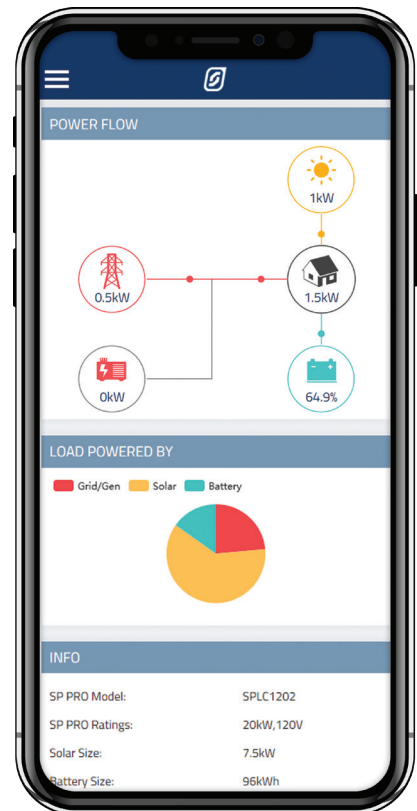 POWER FLOW
1kW
0.5kW
1.5kW
0kW
64.9%
LOAD POWERED BY
Grid/Gen Solar Battery
INFO
SP PRO Model: SPLC1202
SP PRO Ratings: 20kW,120V
Solar Size: 7.5kW
Battery Size: 96kWh